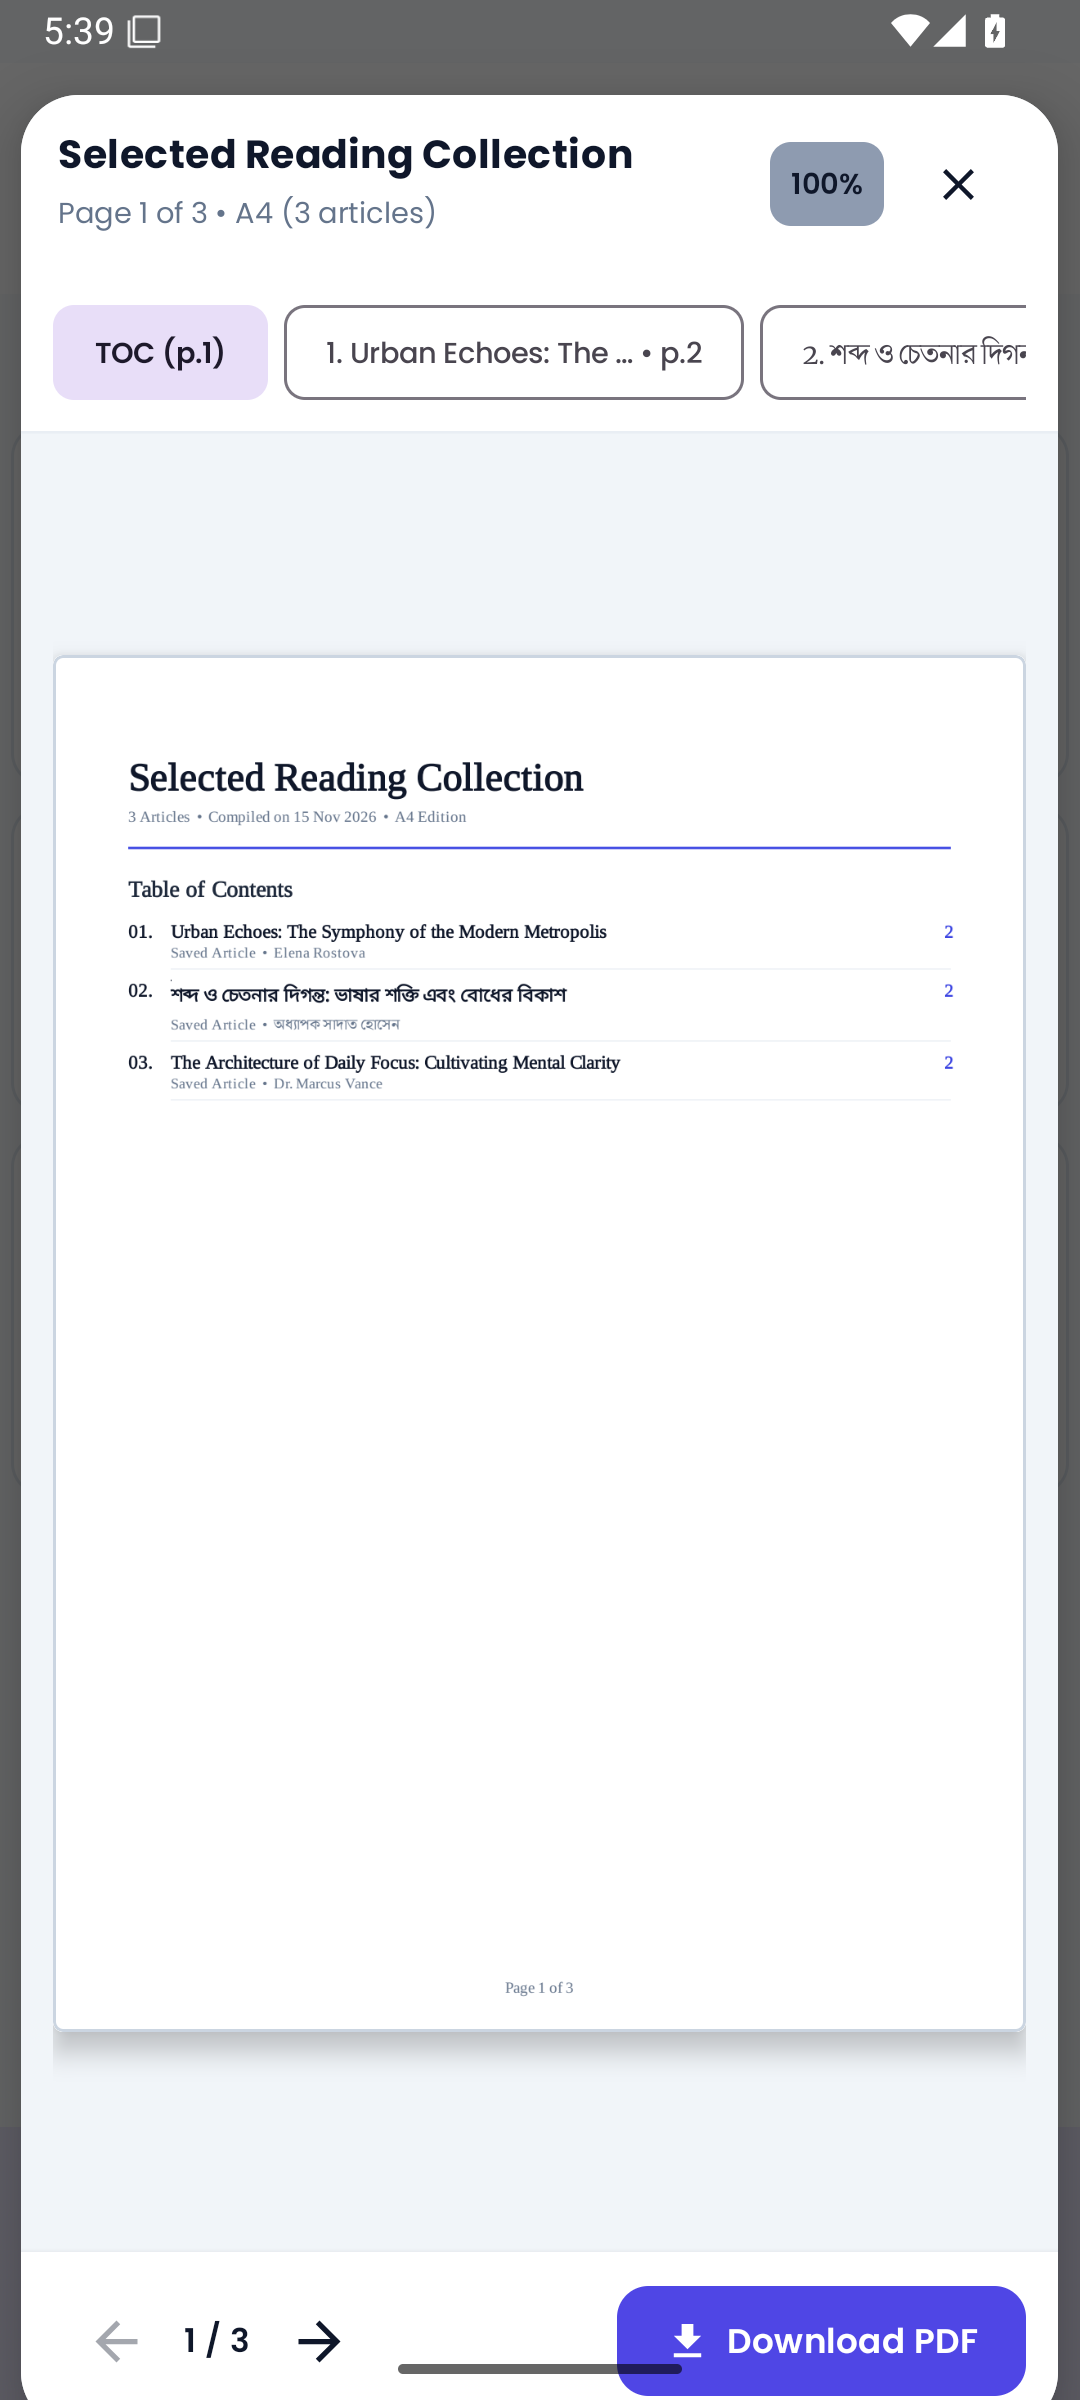 5:39
Selected Reading Collection
Page 1 of 3 • A4 (3 articles)
100%
TOC (p.1)
1. Urban Echoes: The ... • p.2
2. শব্দ ও চেতনার দিগন
Selected Reading Collection
3 Articles • Compiled on 15 Nov 2026 • A4 Edition
Table of Contents
01. Urban Echoes: The Symphony of the Modern Metropolis 2
Saved Article • Elena Rostova
02. শব্দ ও চেতনার দিগন্ত: ভাষার শক্তি এবং বোধের বিকাশ 2
Saved Article • অধ্যাপক সাদাত হোসেন
03. The Architecture of Daily Focus: Cultivating Mental Clarity 2
Saved Article • Dr. Marcus Vance
Page 1 of 3
1 / 3
Download PDF